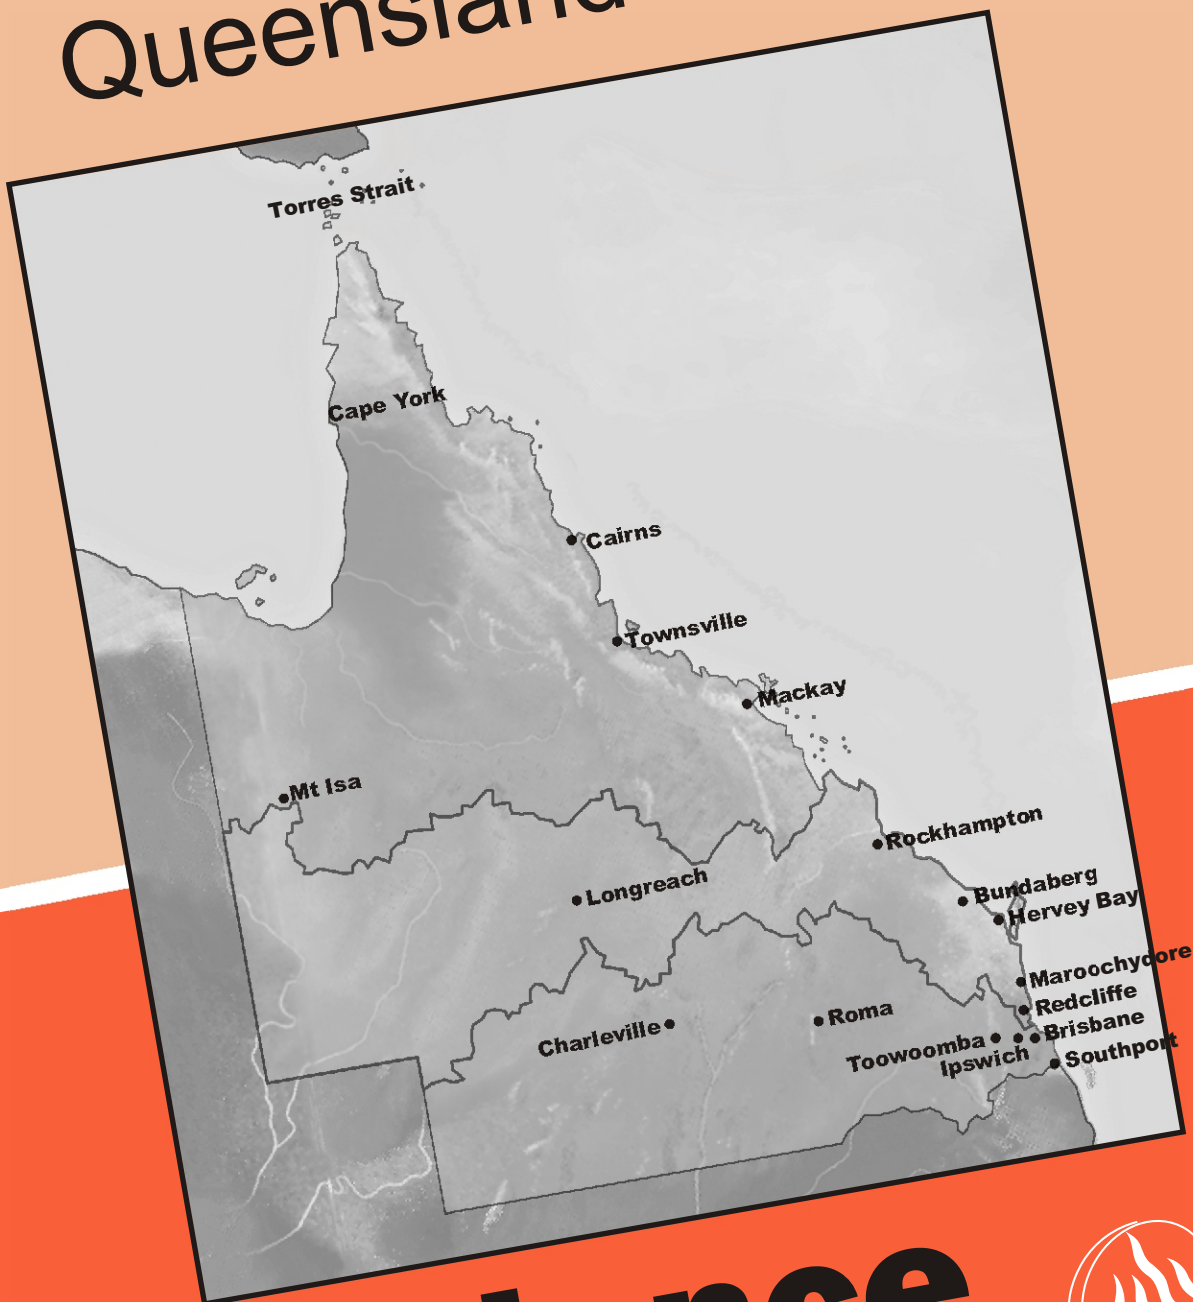 Queensland
Torres Strait
Cape York
Cairns
Townsville
Mackay
Mt Isa
Rockhampton
Longreach
Bundaberg
Hervey Bay
Maroochydore
Redcliffe
Roma
Charleville
Brisbane
Toowoomba
Ipswich
Southport